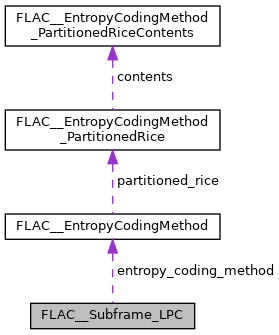 FLAC__EntropyCodingMethod
_PartitionedRiceContents
contents
FLAC__EntropyCodingMethod
_PartitionedRice
partitioned_rice
FLAC__EntropyCodingMethod
entropy_coding_method
FLAC__Subframe_LPC